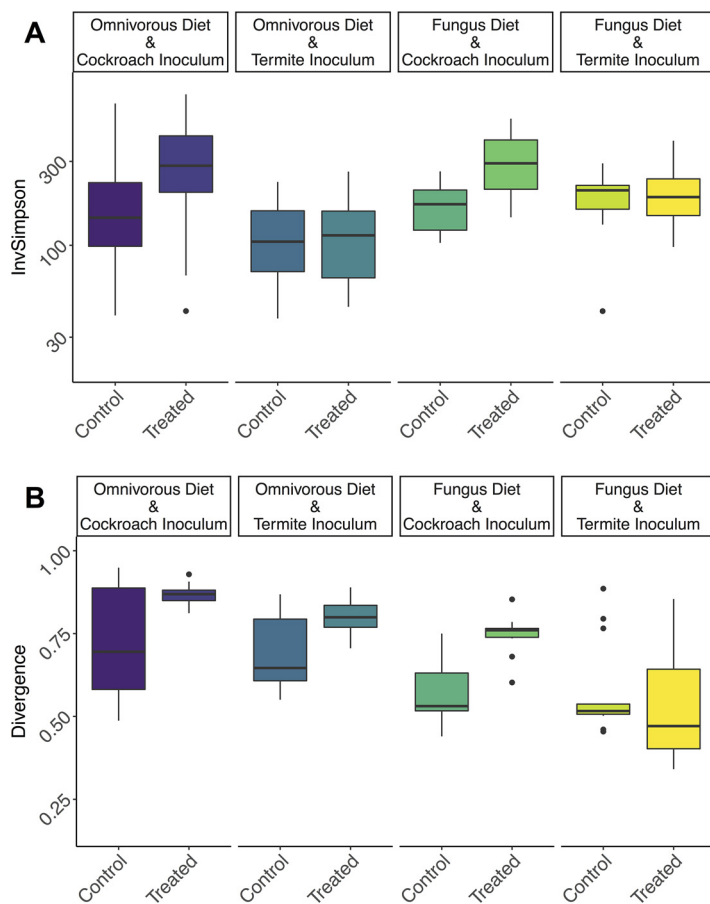 A
Omnivorous Diet
&
Cockroach Inoculum
Omnivorous Diet
&
Termite Inoculum
Fungus Diet
&
Cockroach Inoculum
Fungus Diet
&
Termite Inoculum
InvSimpson
300
100
30
Control
Treated
Control
Treated
Control
Treated
Control
Treated
B
Omnivorous Diet
&
Cockroach Inoculum
Omnivorous Diet
&
Termite Inoculum
Fungus Diet
&
Cockroach Inoculum
Fungus Diet
&
Termite Inoculum
Divergence
1.00
0.75
0.50
0.25
Control
Treated
Control
Treated
Control
Treated
Control
Treated